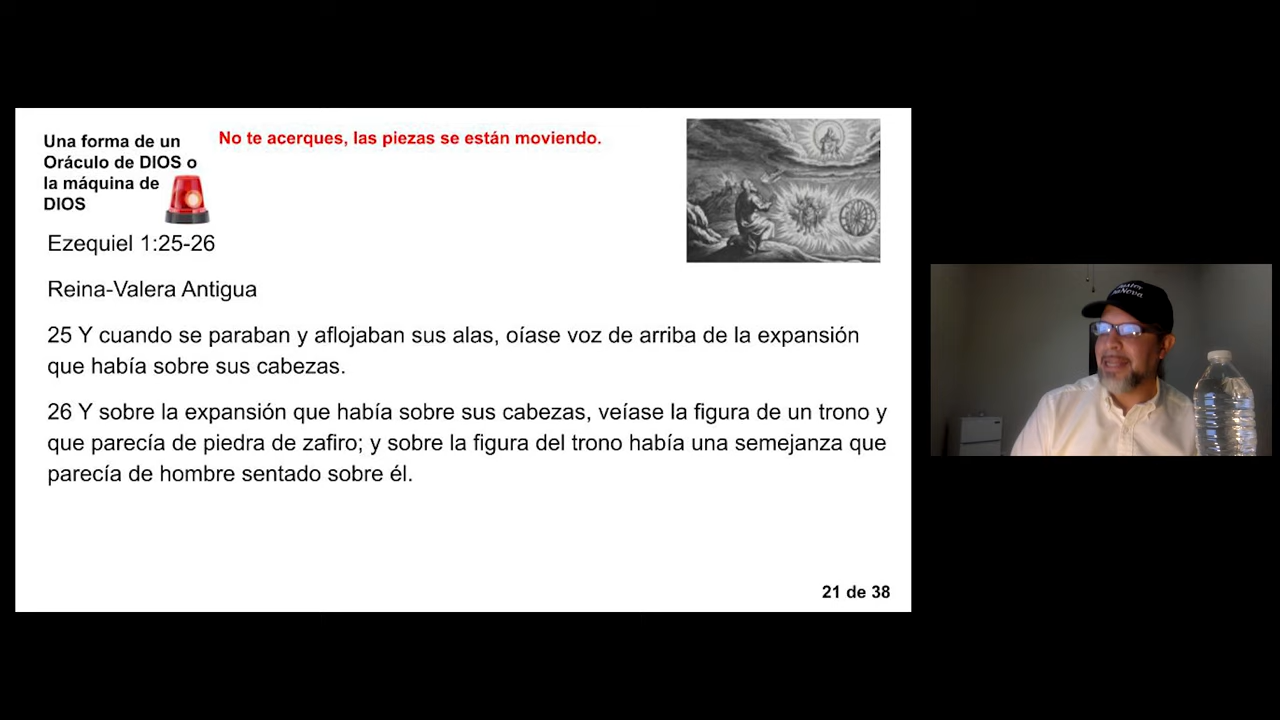 Una forma de un
Oráculo de DIOS o
la máquina de
DIOS
No te acerques, las piezas se están moviendo.
Ezequiel 1:25-26
Reina-Valera Antigua
25 Y cuando se paraban y aflojaban sus alas, oíase voz de arriba de la expansión
que había sobre sus cabezas.
26 Y sobre la expansión que había sobre sus cabezas, veíase la figura de un trono y
que parecía de piedra de zafiro; y sobre la figura del trono había una semejanza que
parecía de hombre sentado sobre él.
21 de 38